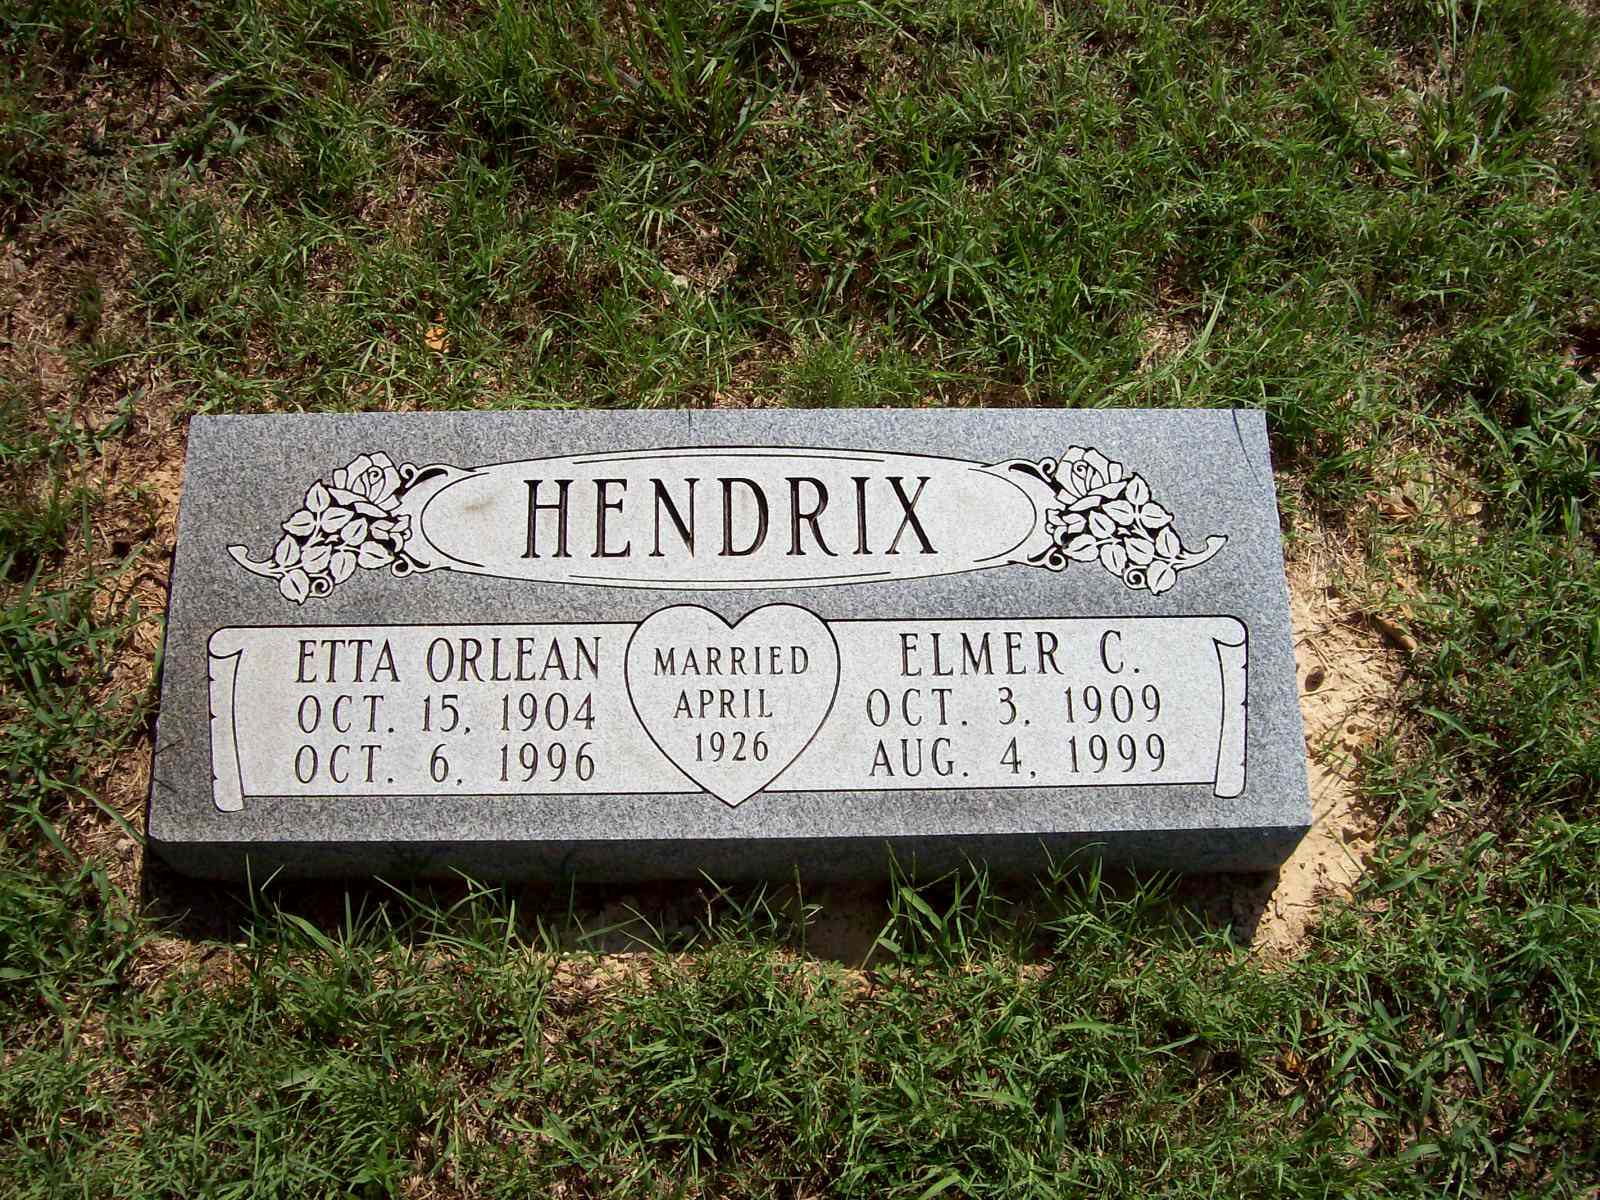 HENDRIX
ETTA ORLEAN
OCT. 15, 1904
OCT. 6, 1996
MARRIED
APRIL
1926
ELMER C.
OCT. 3, 1909
AUG. 4, 1999